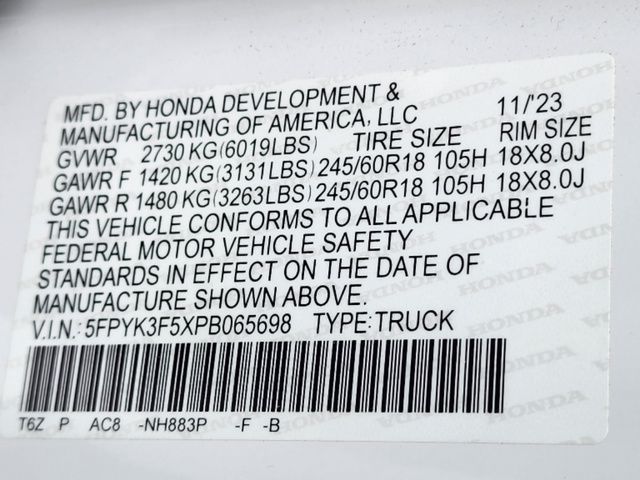 MFD. BY HONDA DEVELOPMENT &
MANUFACTURING OF AMERICA, LLC 11/'23
GVWR 2730 KG(6019LBS) TIRE SIZE RIM SIZE
GAWR F 1420 KG(3131LBS) 245/60R18 105H 18X8.0J
GAWR R 1480 KG(3263LBS) 245/60R18 105H 18X8.0J
THIS VEHICLE CONFORMS TO ALL APPLICABLE
FEDERAL MOTOR VEHICLE SAFETY
STANDARDS IN EFFECT ON THE DATE OF
MANUFACTURE SHOWN ABOVE.
V.I.N.: 5FPYK3F5XPB065698 TYPE:TRUCK
T6Z P AC8 -NH883P -F -B